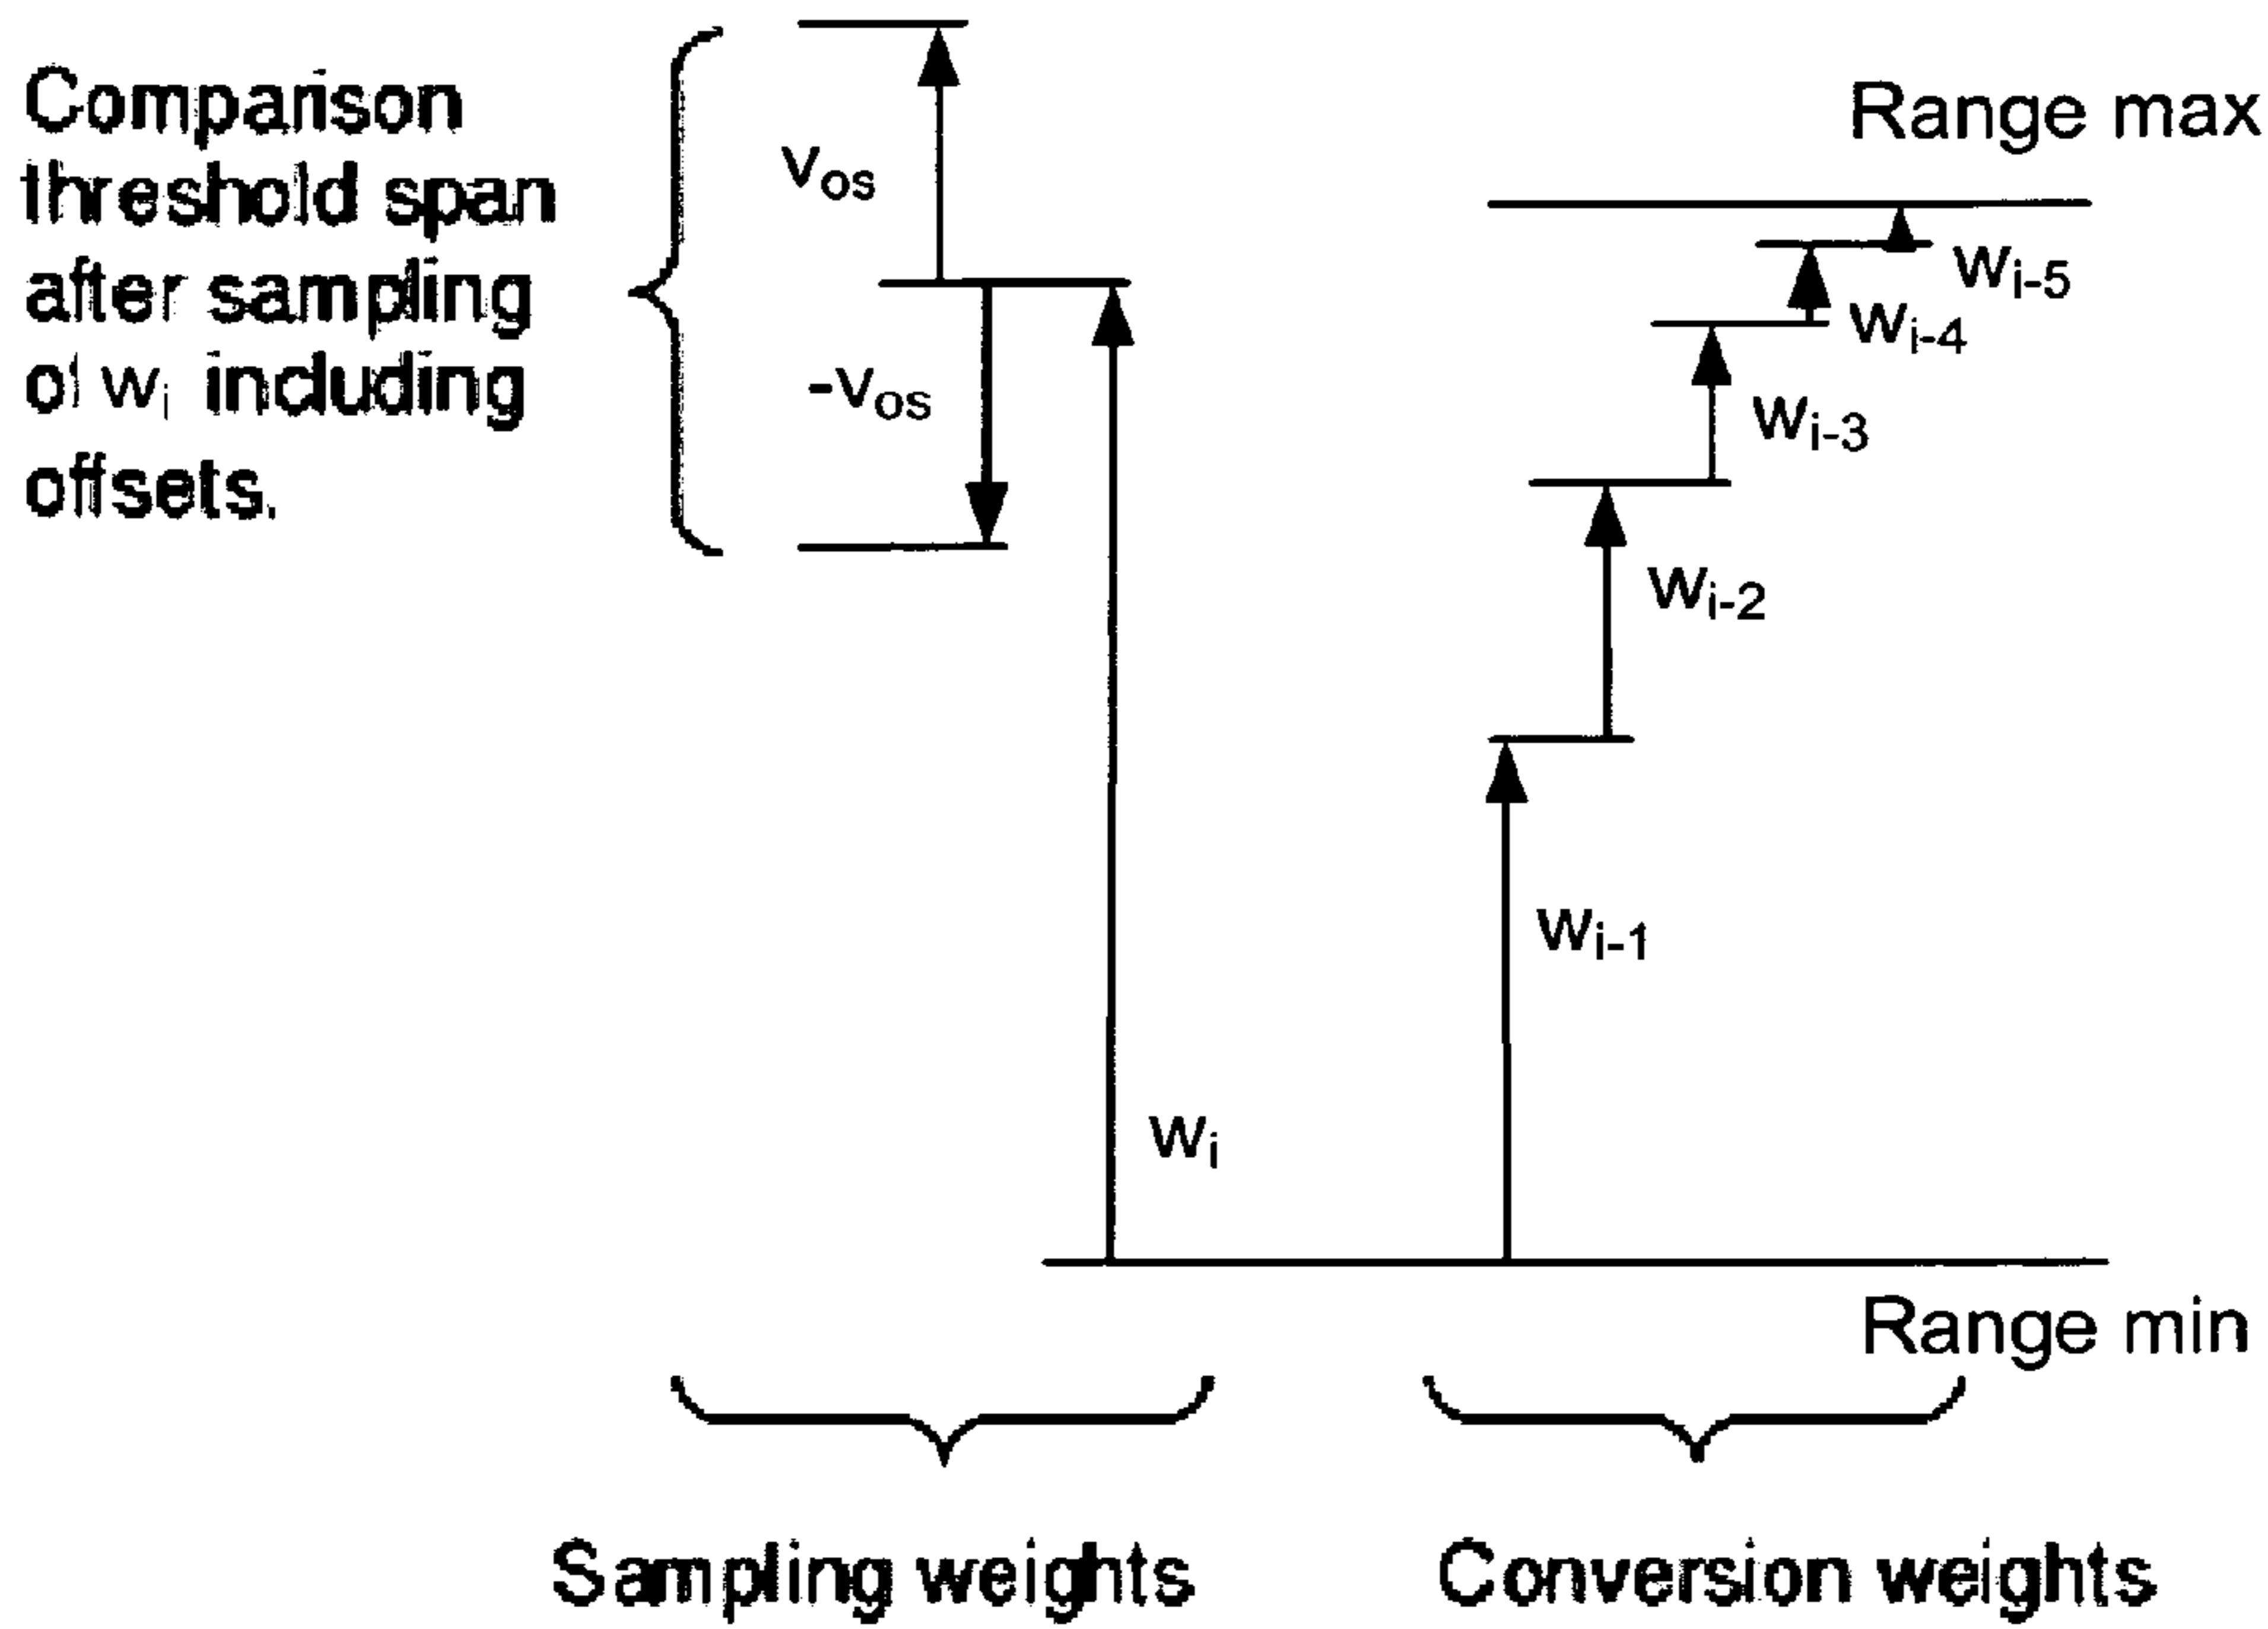 Comparison
threshold span
after sampling
of wi including
offsets.
vos
-vos
wi
Range max
wi-5
wi-4
wi-3
wi-2
wi-1
Range min
Sampling weights
Conversion weights